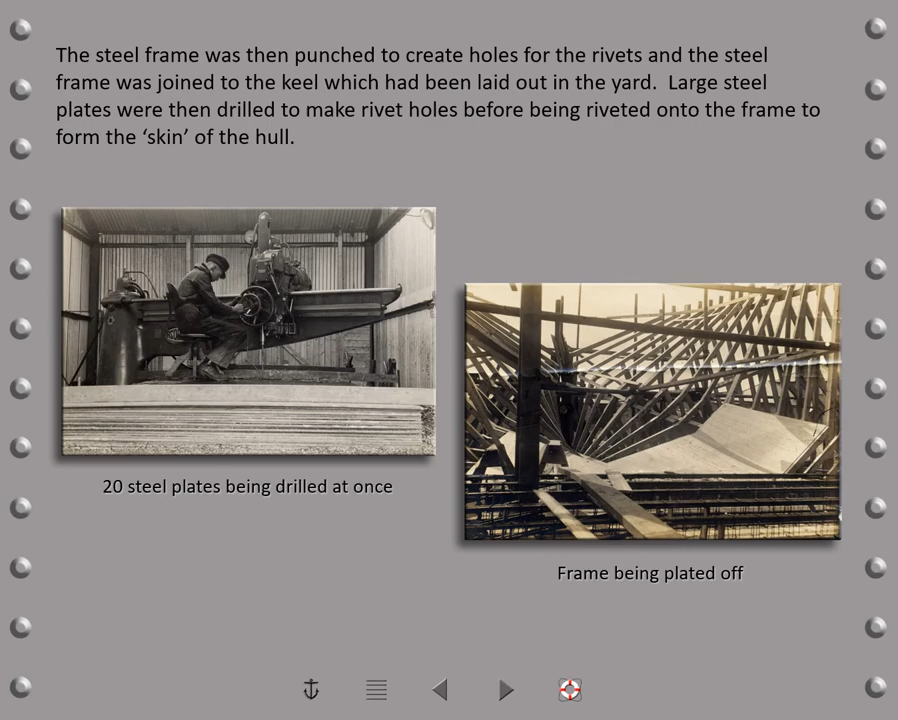 The steel frame was then punched to create holes for the rivets and the steel
frame was joined to the keel which had been laid out in the yard.  Large steel
plates were then drilled to make rivet holes before being riveted onto the frame to
form the ‘skin’ of the hull.
20 steel plates being drilled at once
Frame being plated off